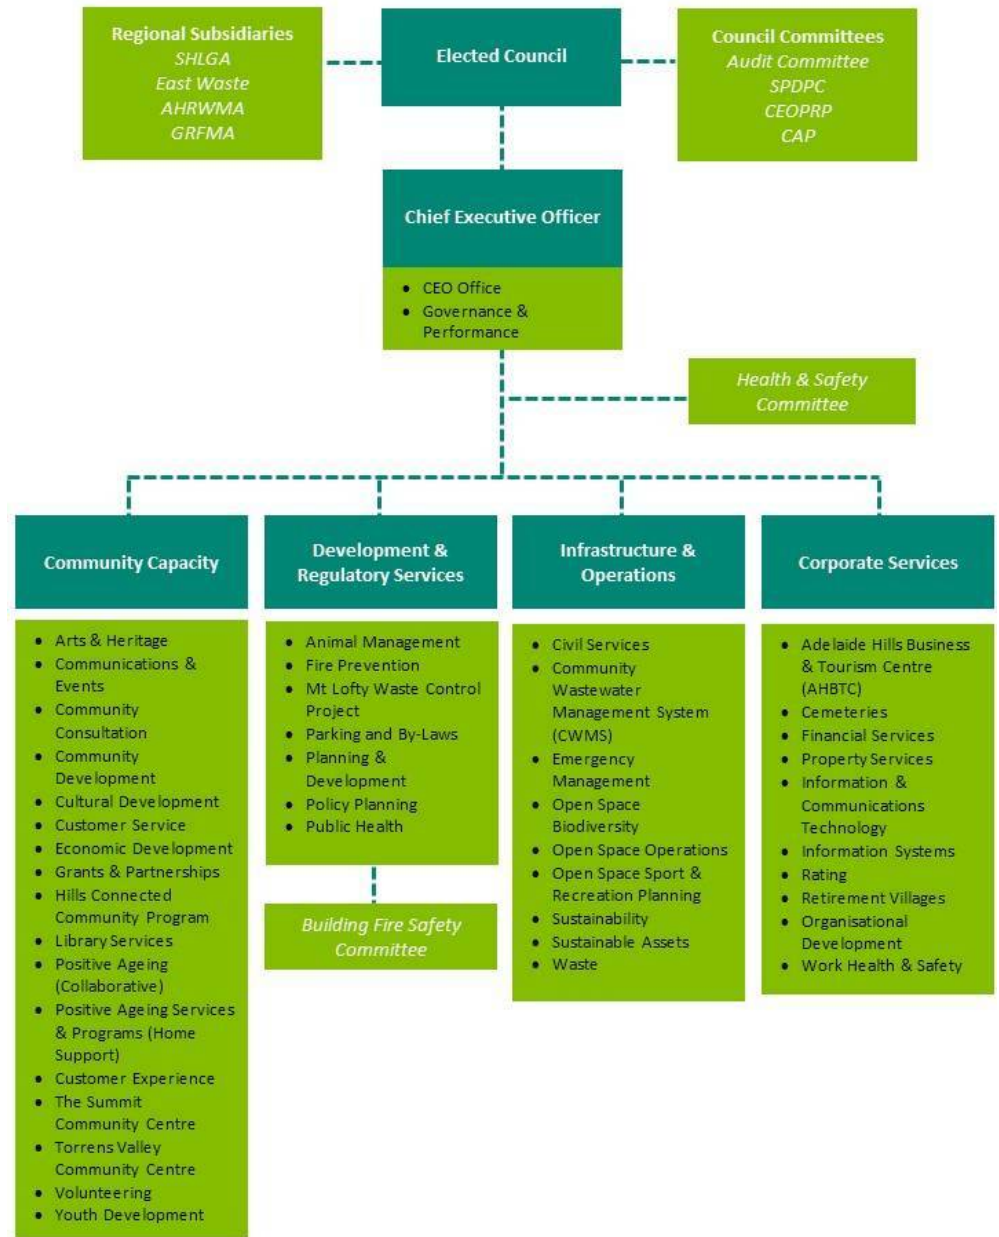 Regional Subsidiaries
SHLGA
East Waste
AHRWMA
GRFMA
Elected Council
Council Committees
Audit Committee
SPDPC
CEOPRP
CAP
Chief Executive Officer
• CEO Office
• Governance &
Performance
Health & Safety
Committee
Community Capacity
• Arts & Heritage
• Communications &
Events
• Community
Consultation
• Community
Development
• Cultural Development
• Customer Service
• Economic Development
• Grants & Partnerships
• Hills Connected
Community Program
• Library Services
• Positive Ageing
(Collaborative)
• Positive Ageing Services
& Programs (Home
Support)
• Customer Experience
• The Summit
Community Centre
• Torrens Valley
Community Centre
• Volunteering
• Youth Development
Development &
Regulatory Services
• Animal Management
• Fire Prevention
• Mt Lofty Waste Control
Project
• Parking and By-Laws
• Planning &
Development
• Policy Planning
• Public Health
Building Fire Safety
Committee
Infrastructure &
Operations
• Civil Services
• Community
Wastewater
Management System
(CWMS)
• Emergency
Management
• Open Space
Biodiversity
• Open Space Operations
• Open Space Sport &
Recreation Planning
• Sustainability
• Sustainable Assets
• Waste
Corporate Services
• Adelaide Hills Business
& Tourism Centre
(AHBTC)
• Cemeteries
• Financial Services
• Property Services
• Information &
Communications
Technology
• Information Systems
• Rating
• Retirement Villages
• Organisational
Development
• Work Health & Safety